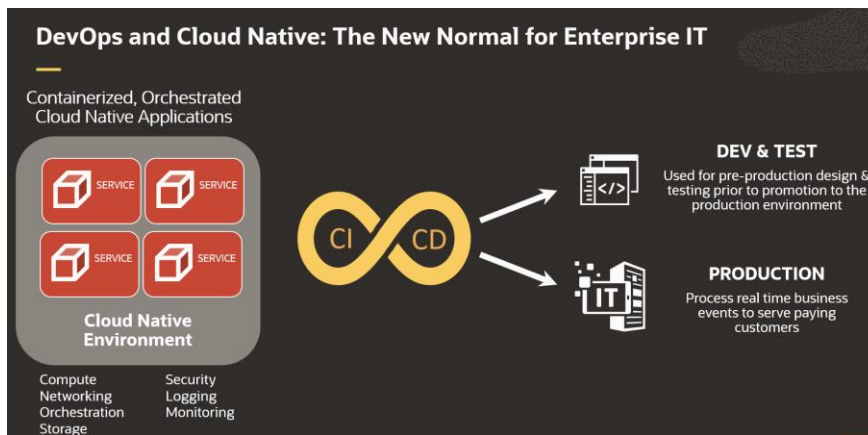 DevOps and Cloud Native: The New Normal for Enterprise IT
Containerized, Orchestrated
Cloud Native Applications
SERVICE
SERVICE
SERVICE
SERVICE
Cloud Native
Environment
Compute
Networking
Orchestration
Storage
Security
Logging
Monitoring
CI
CD
</>
DEV & TEST
Used for pre-production design &
testing prior to promotion to the
production environment
IT
PRODUCTION
Process real time business
events to serve paying
customers